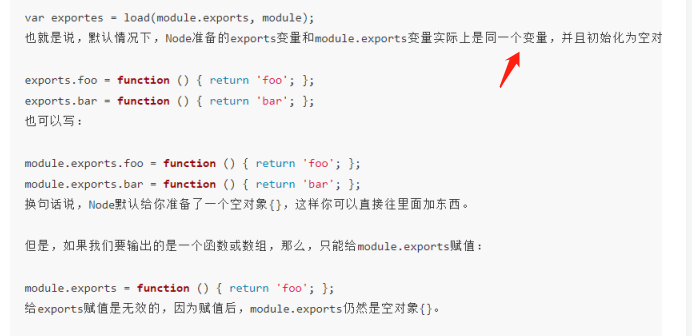 var exportes = load(module.exports, module);
也就是说，默认情况下，Node准备的exports变量和module.exports变量实际上是同一个变量，并且初始化为空对
exports.foo = function () { return 'foo'; };
exports.bar = function () { return 'bar'; };
也可以写：
module.exports.foo = function () { return 'foo'; };
module.exports.bar = function () { return 'bar'; };
换句话说，Node默认给你准备了一个空对象{}，这样你可以直接往里面加东西。
但是，如果我们要输出的是一个函数或数组，那么，只能给module.exports赋值：
module.exports = function () { return 'foo'; };
给exports赋值是无效的，因为赋值后，module.exports仍然是空对象{}。